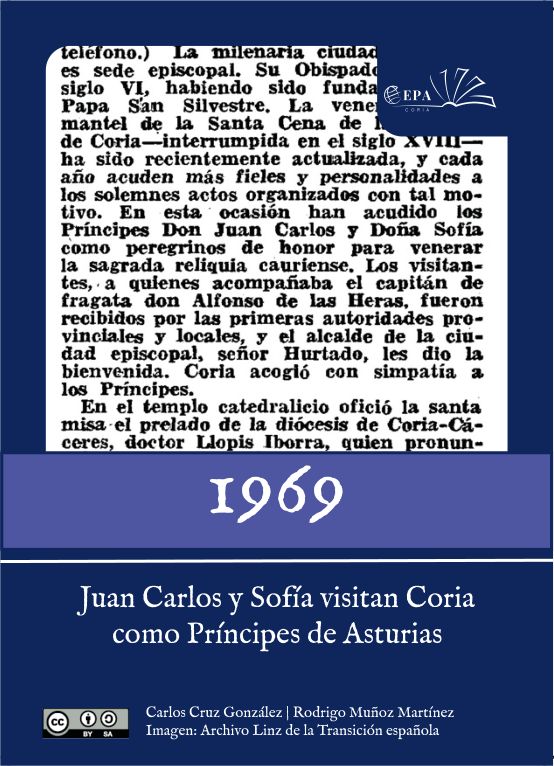 teléfono.) La milenaria ciudad
es sede episcopal. Su Obispado
siglo VI, habiendo sido funda
Papa San Silvestre. La vene
mantel de la Santa Cena de
de Coria—interrumpida en el siglo XVIII—
ha sido recientemente actualizada, y cada
año acuden más fieles y personalidades a
los solemnes actos organizados con tal mo-
tivo. En esta ocasión han acudido los
Príncipes Don Juan Carlos y Doña Sofía
como peregrinos de honor para venerar
la sagrada reliquia cauriense. Los visitan-
tes, a quienes acompañaba el capitán de
fragata don Alfonso de las Heras, fueron
recibidos por las primeras autoridades pro-
vinciales y locales, y el alcalde de la ciu-
dad episcopal, señor Hurtado, les dio la
bienvenida. Coria acogió con simpatía a
los Príncipes.
En el templo catedralicio ofició la santa
misa el prelado de la diócesis de Coria-Cá-
ceres, doctor Llopis Iborra, quien pronun-
EPA
CORIA
1969
Juan Carlos y Sofía visitan Coria
como Príncipes de Asturias
cc BY SA
Carlos Cruz González | Rodrigo Muñoz Martínez
Imagen: Archivo Linz de la Transición española